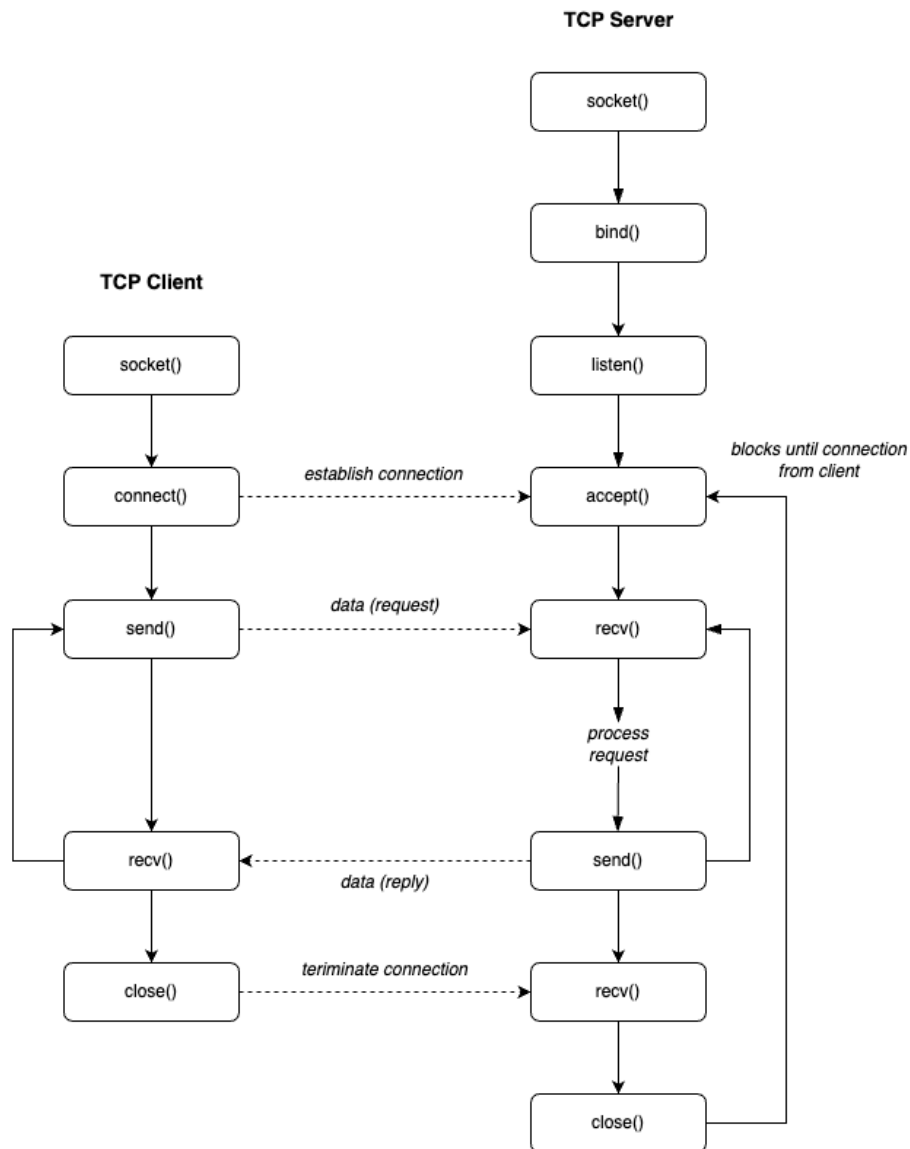 TCP Server
socket()
bind()
TCP Client
socket()
listen()
blocks until connection
from client
connect()
establish connection
accept()
send()
data (request)
recv()
process
request
recv()
send()
data (reply)
close()
teriminate connection
recv()
close()